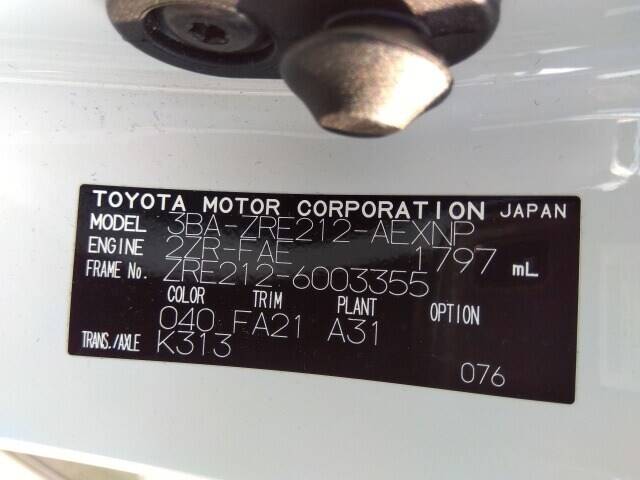 TOYOTA MOTOR CORPORATION JAPAN
MODEL 3BA-ZRE212-AEXNP
ENGINE 2ZR-FAE 1797 mL
FRAME No. ZRE212-6003355
COLOR TRIM PLANT OPTION
040 FA21 A31
TRANS./AXLE K313
076